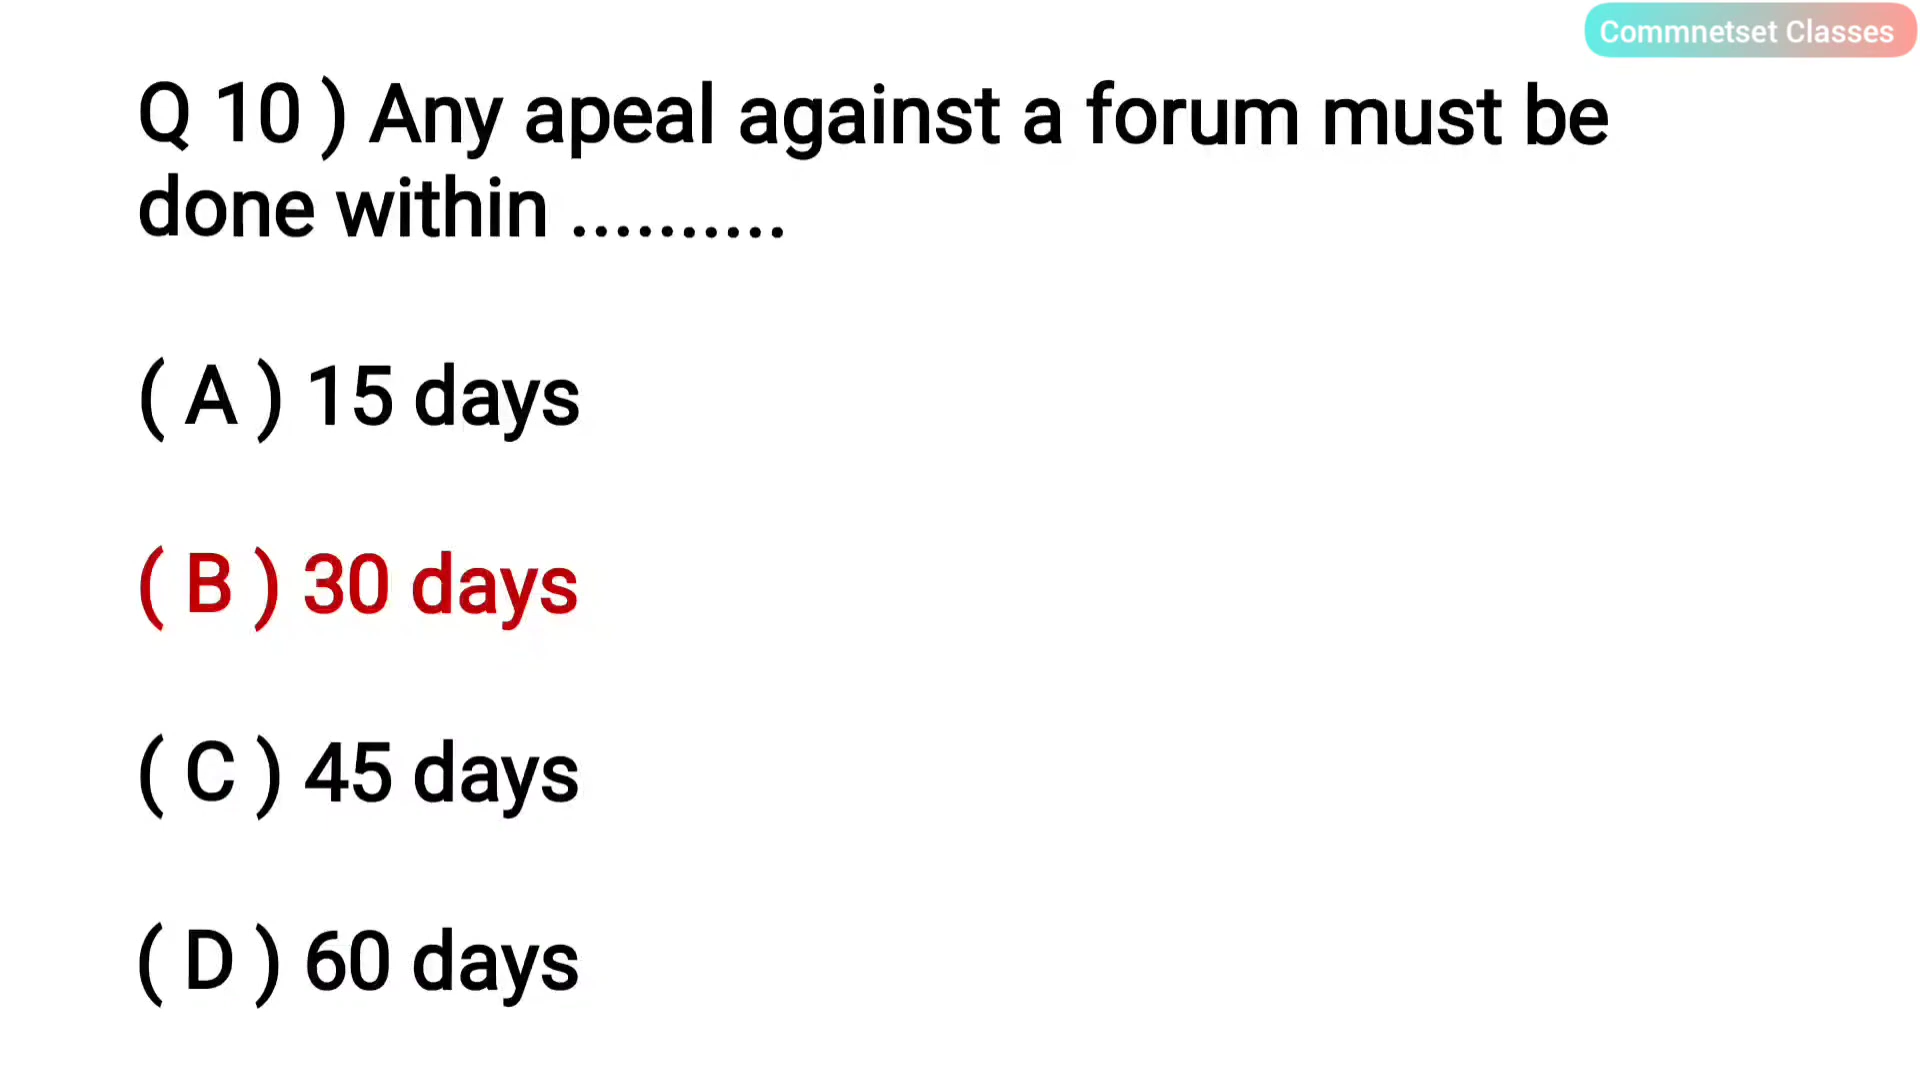 Commnetset Classes
Q 10 ) Any apeal against a forum must be
done within ..........
( A ) 15 days
( B ) 30 days
( C ) 45 days
( D ) 60 days